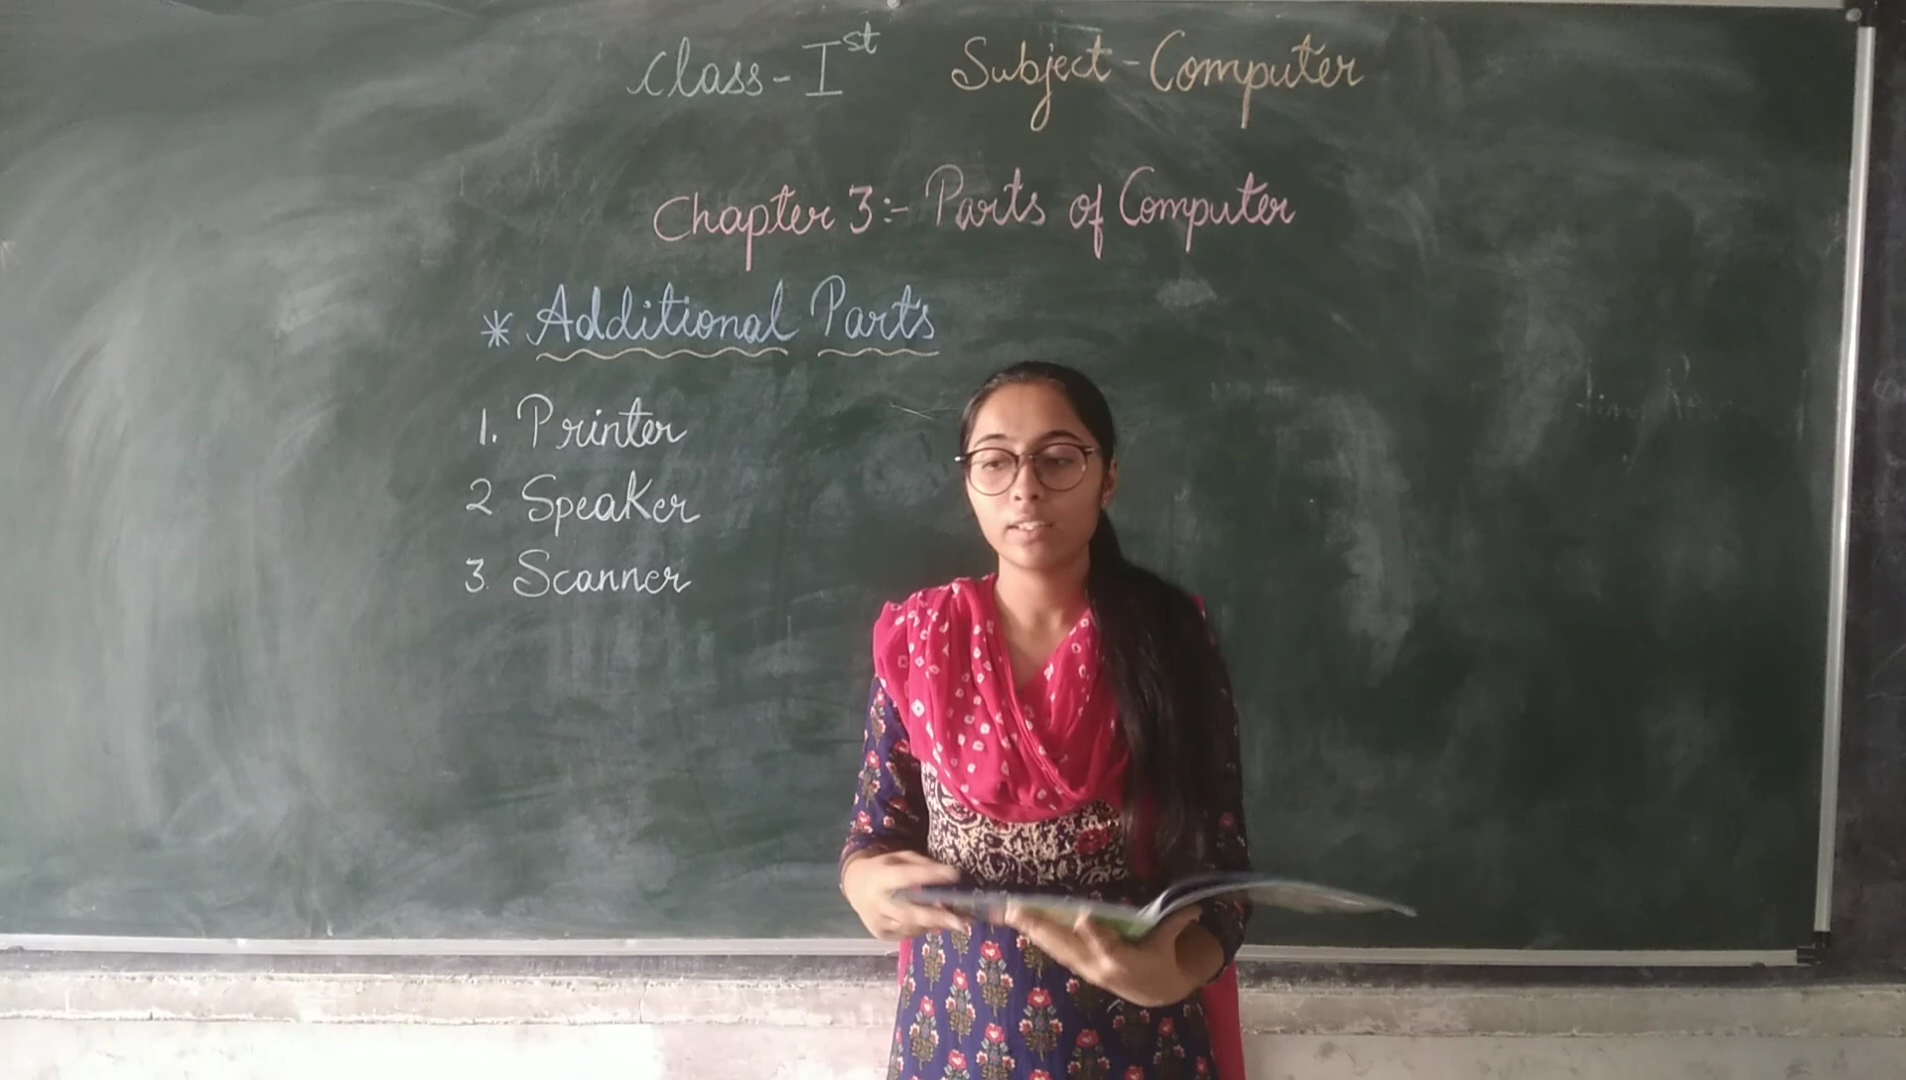 Class - Ist Subject - Computer
Chapter 3:- Parts of Computer
* Additional Parts
1. Printer
2 Speaker
3. Scanner